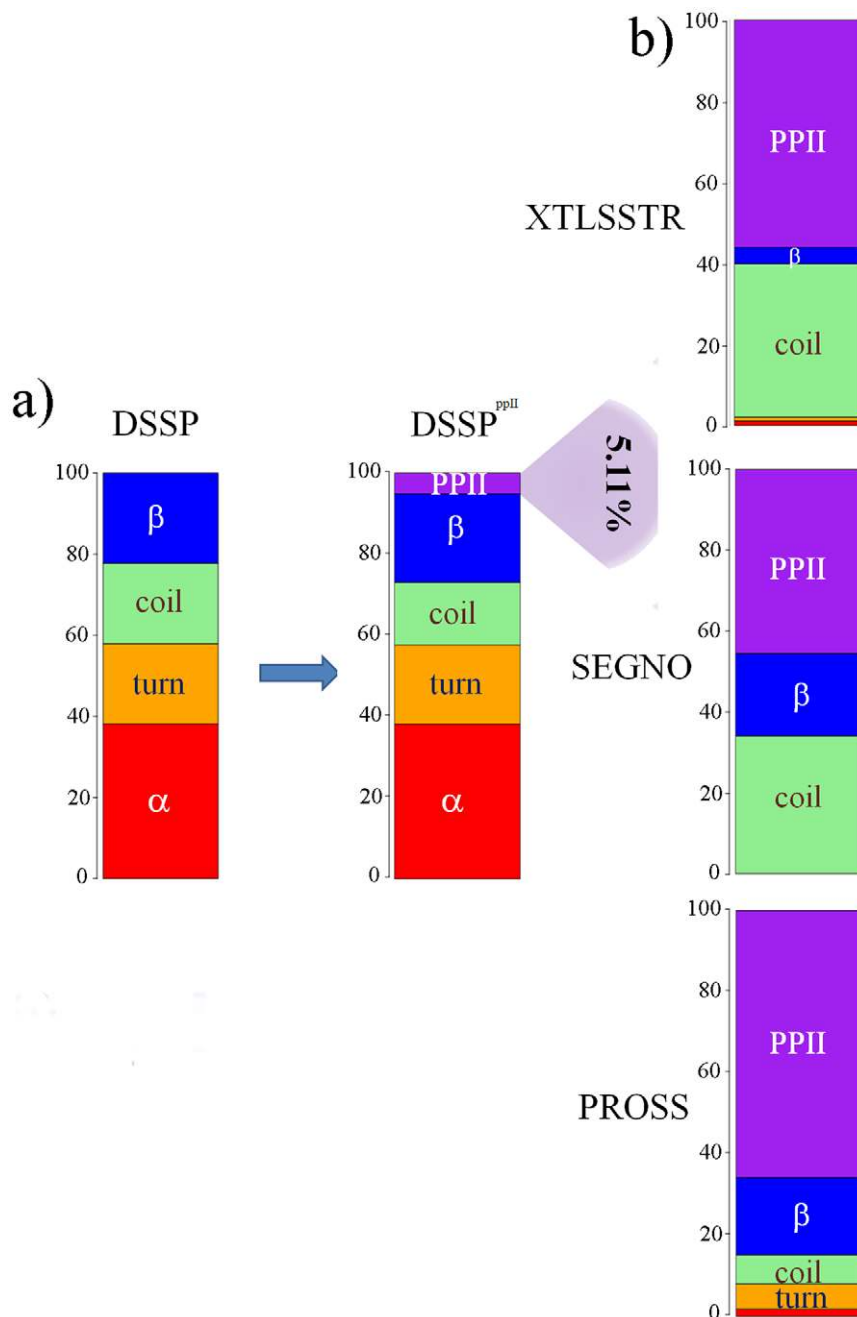 a)
DSSP
100
80
60
40
20
0
β
coil
turn
α
DSSP ppII
100
80
60
40
20
0
PPII
β
coil
turn
α
5.11%
b)
XTLSSTR
100
80
60
40
20
0
PPII
β
coil
SEGNO
100
80
60
40
20
0
PPII
β
coil
PROSS
100
80
60
40
20
0
PPII
β
coil
turn